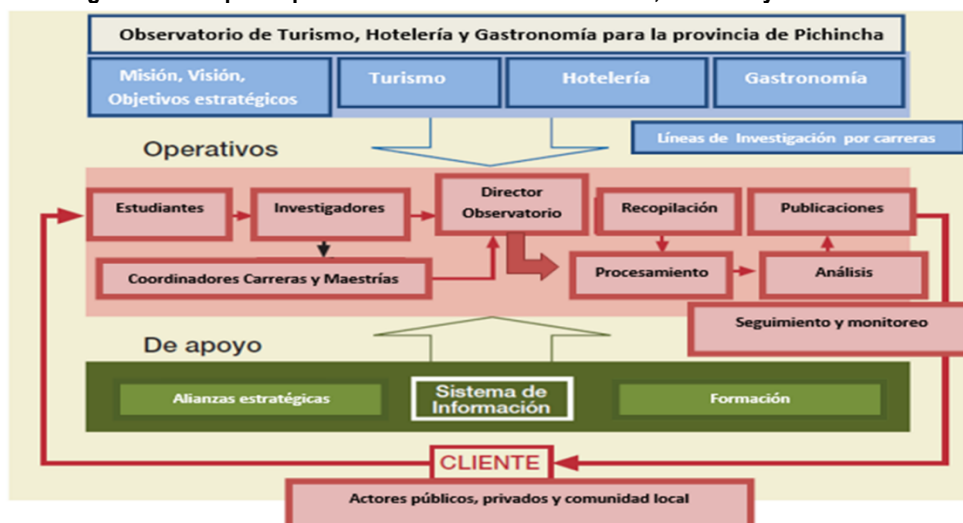 Observatorio de Turismo, Hotelería y Gastronomía para la provincia de Pichincha
Misión, Visión,
Objetivos estratégicos
Turismo
Hotelería
Gastronomía
Líneas de Investigación por carreras
Operativos
Estudiantes
Investigadores
Director
Observatorio
Recopilación
Publicaciones
Coordinadores Carreras y Maestrías
Procesamiento
Análisis
Seguimiento y monitoreo
De apoyo
Alianzas estratégicas
Sistema de
Información
Formación
CLIENTE
Actores públicos, privados y comunidad local